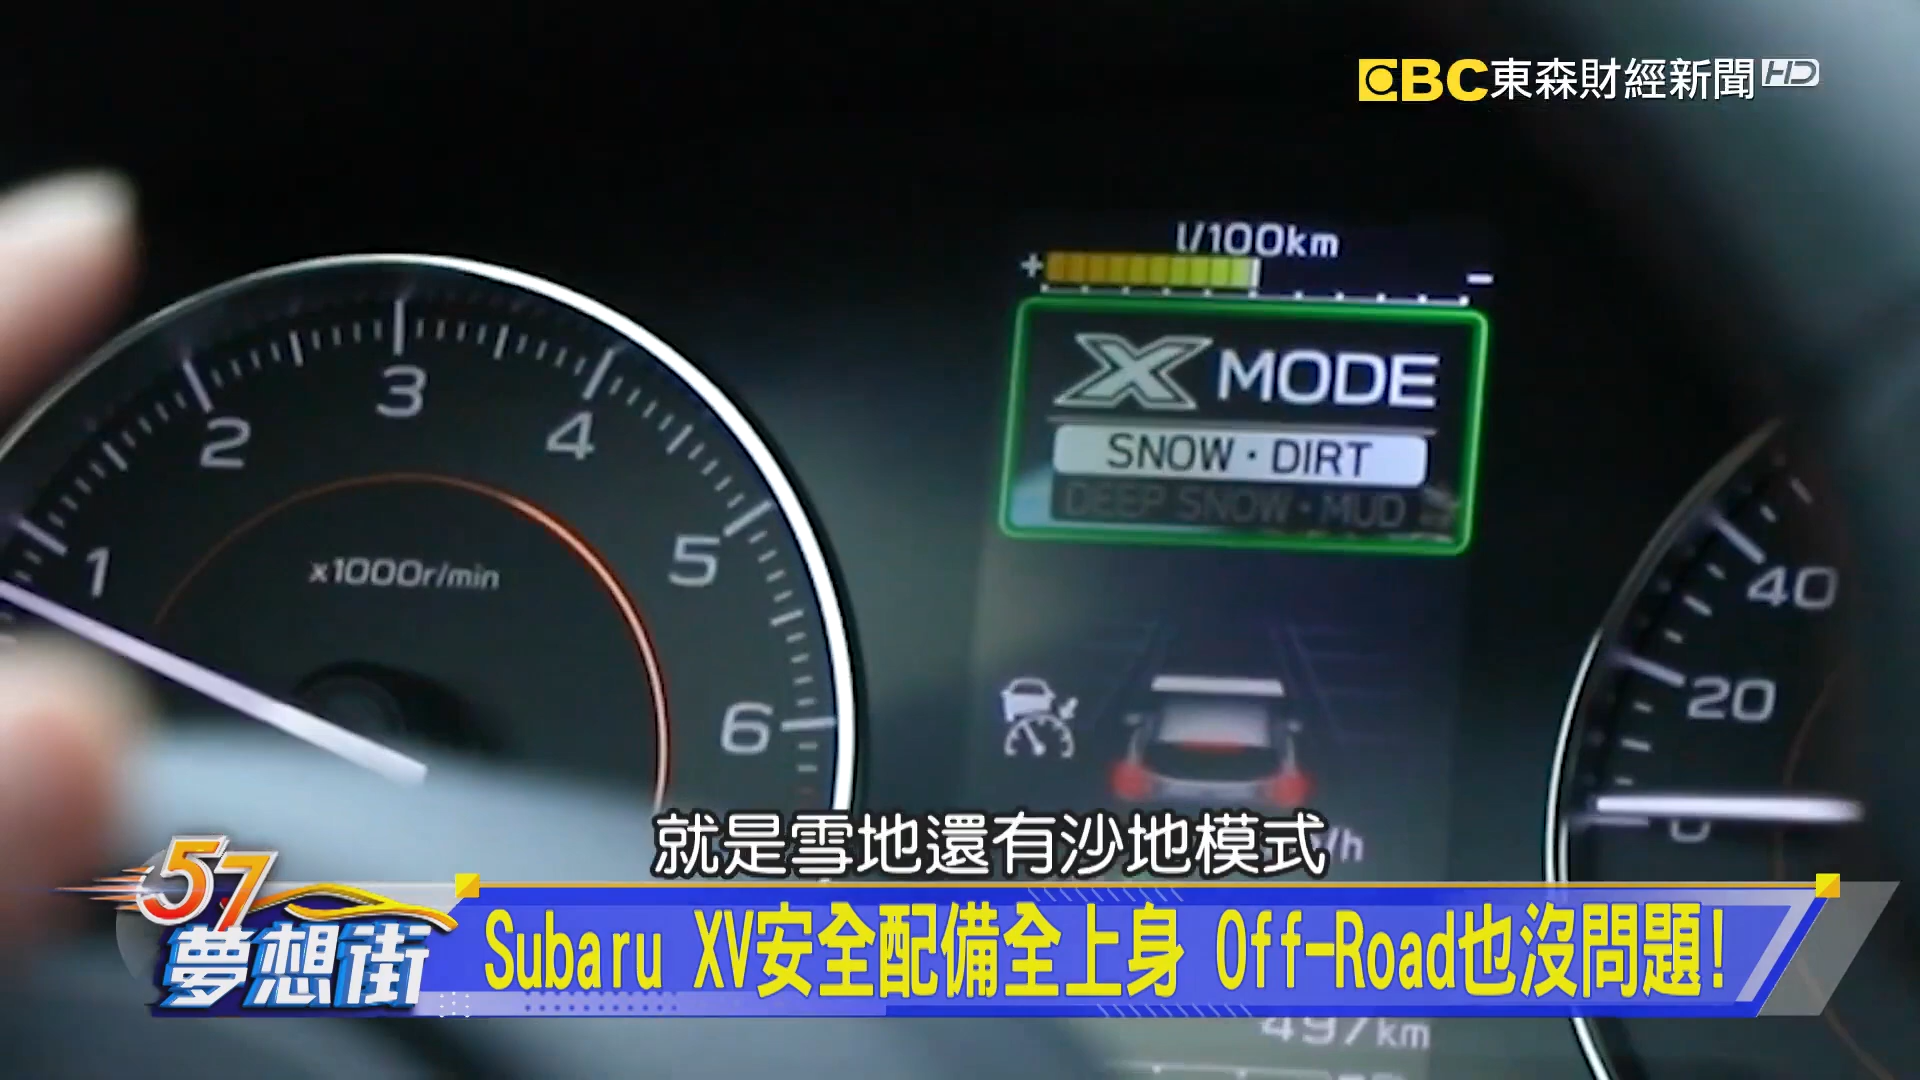 EBC東森財經新聞HD
l/100km
+ −
X MODE
SNOW・DIRT
DEEP SNOW・MUD
1
2
3
4
5
6
x1000r/min
40
20
0
就是雪地還有沙地模式
/h
57
夢想街
Subaru XV安全配備全上身 Off-Road也沒問題!
497km